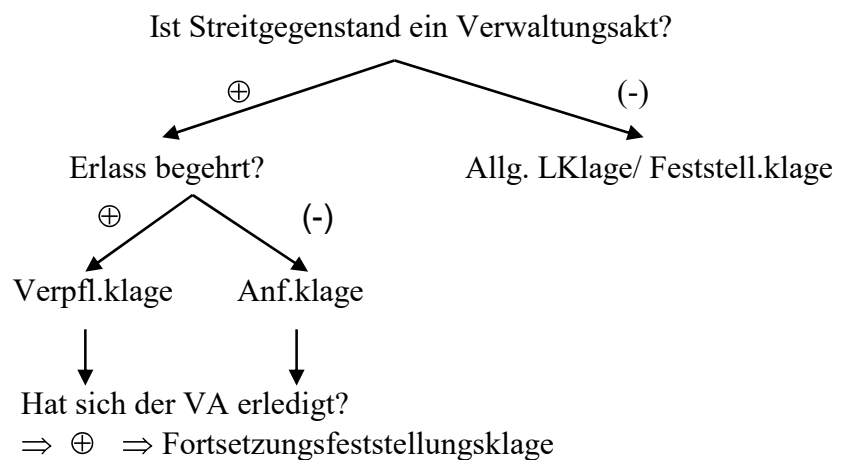 Ist Streitgegenstand ein Verwaltungsakt?
⊕ (-)
Erlass begehrt? Allg. LKlage/ Feststell.klage
⊕ (-)
Verpfl.klage Anf.klage
Hat sich der VA erledigt?
⇒ ⊕ ⇒ Fortsetzungsfeststellungsklage